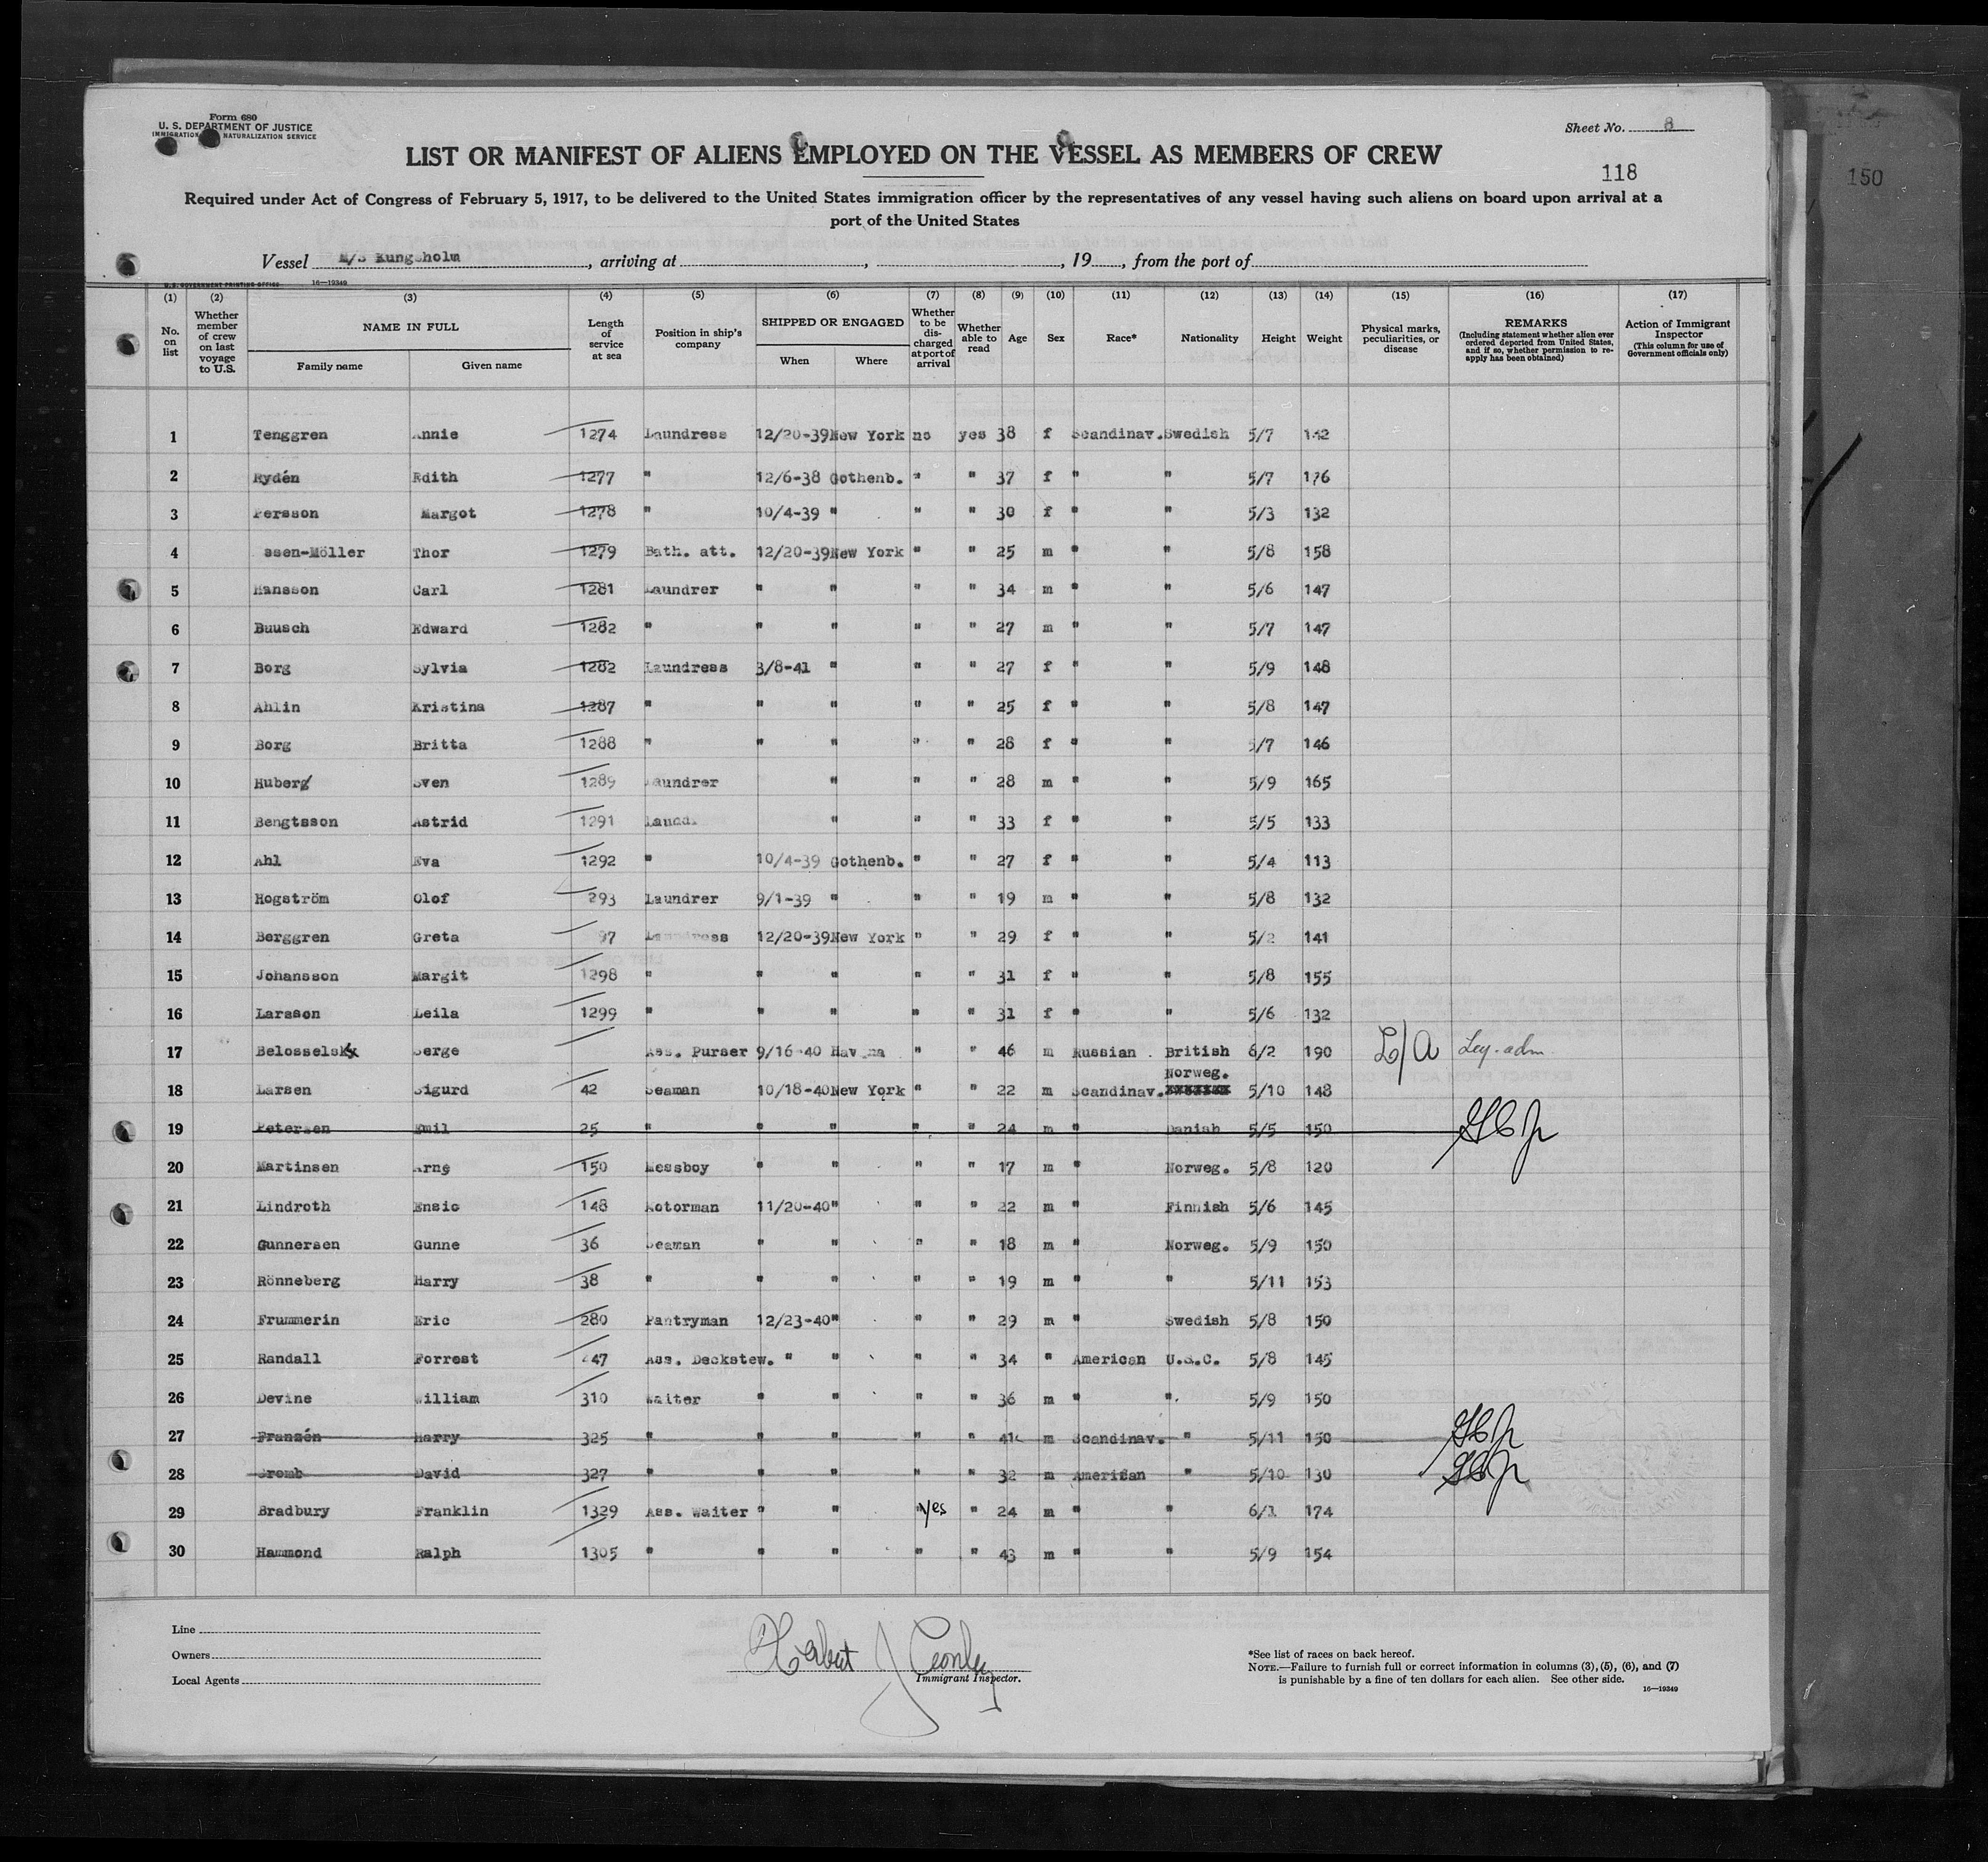 Form 680
U. S. DEPARTMENT OF JUSTICE
IMMIGRATION NATURALIZATION SERVICE
Sheet No. 8
LIST OR MANIFEST OF ALIENS EMPLOYED ON THE VESSEL AS MEMBERS OF CREW
118
150
Required under Act of Congress of February 5, 1917, to be delivered to the United States immigration officer by the representatives of any vessel having such aliens on board upon arrival at a
port of the United States
Vessel M/S Kungsholm, arriving at , , 19 , from the port of
U. S. GOVERNMENT PRINTING OFFICE 16—19349
(1) (2) (3) (4) (5) (6) (7) (8) (9) (10) (11) (12) (13) (14) (15) (16) (17)
No. on list
Whether member of crew on last voyage to U.S.
NAME IN FULL
Family name Given name
Length of service at sea
Position in ship's company
SHIPPED OR ENGAGED
When Where
Whether to be discharged at port of arrival
Whether able to read
Age
Sex
Race*
Nationality
Height
Weight
Physical marks, peculiarities, or disease
REMARKS
(Including statement whether alien ever ordered deported from United States, and if so, whether permission to reapply has been obtained)
Action of Immigrant Inspector
(This column for use of Government officials only)
1 Tenggren Annie 1274 Laundress 12/20-39 New York no yes 38 f Scandinav. Swedish 5/7 142
2 Rydén Edith 1277 " 12/6-38 Gothenb. " " 37 f " " 5/7 176
3 Persson Margot 1278 " 10/4-39 " " " 30 f " " 5/3 132
4 ssen-Möller Thor 1279 Bath. att. 12/20-39 New York " " 25 m " " 5/8 158
5 Hansson Carl 1281 Laundrer " " " " 34 m " " 5/6 147
6 Buusch Edward 1282 " " " " " 27 m " " 5/7 147
7 Borg Sylvia 1282 Laundress 3/8-41 " " " 27 f " " 5/9 148
8 Ahlin Kristina 1287 " " " " " 25 f " " 5/8 147
9 Borg Britta 1288 " " " " " 28 f " " 5/7 146
10 Huberg Sven 1289 Laundrer " " " 28 m " " 5/9 165
11 Bengtsson Astrid 1291 Laund. " " " 33 f " " 5/5 133
12 Ahl Eva 1292 " 10/4-39 Gothenb. " " 27 f " " 5/4 113
13 Hogström Olof 293 Laundrer 9/1-39 " " " 19 m " " 5/8 132
14 Berggren Greta 97 Laundress 12/20-39 New York " " 29 f " " 5/2 141
15 Johansson Margit 1298 " " " " " 31 f " " 5/8 155
16 Larsson Leila 1299 " " " " " 31 f " " 5/6 132
17 Belosselsky Serge Ass. Purser 9/16-40 Havana " " 46 m Russian British 6/2 190 L/A
18 Larsen Sigurd 42 Seaman 10/18-40 New York " " 22 m Scandinav. Norweg. 5/10 148
19 Petersen Emil 25 " " " " " 24 m " Danish 5/5 150
20 Martinsen Arne 150 Messboy " " " " 17 m " Norweg. 5/8 120
21 Lindroth Ensio 148 Motorman 11/20-40 " " " 22 m " Finnish 5/6 145
22 Gunnersen Gunne 36 Seaman " " " " 18 m " Norweg. 5/9 150
23 Rönneberg Harry 38 " " " " " 19 m " " 5/11 153
24 Frummerin Eric 280 Pantryman 12/23-40 " " " 29 m " Swedish 5/8 150
25 Randall Forrest 47 Ass. Deckstew. " " " " 34 " American U.S.C. 5/8 145
26 Devine William 310 Waiter " " " " 36 m " " 5/9 150
27 Franzén Harry 325 " " " " " 41 m Scandinav. " 5/11 150
28 Bromb David 327 " " " " " 32 m American " 5/10 130
29 Bradbury Franklin 1329 Ass. Waiter " " yes " 24 m " " 6/1 174
30 Hammond Ralph 1305 " " " " " 43 m " " 5/9 154
Line
Owners
Local Agents
Immigrant Inspector.
*See list of races on back hereof.
NOTE.—Failure to furnish full or correct information in columns (3), (5), (6), and (7)
is punishable by a fine of ten dollars for each alien. See other side.
16—19349